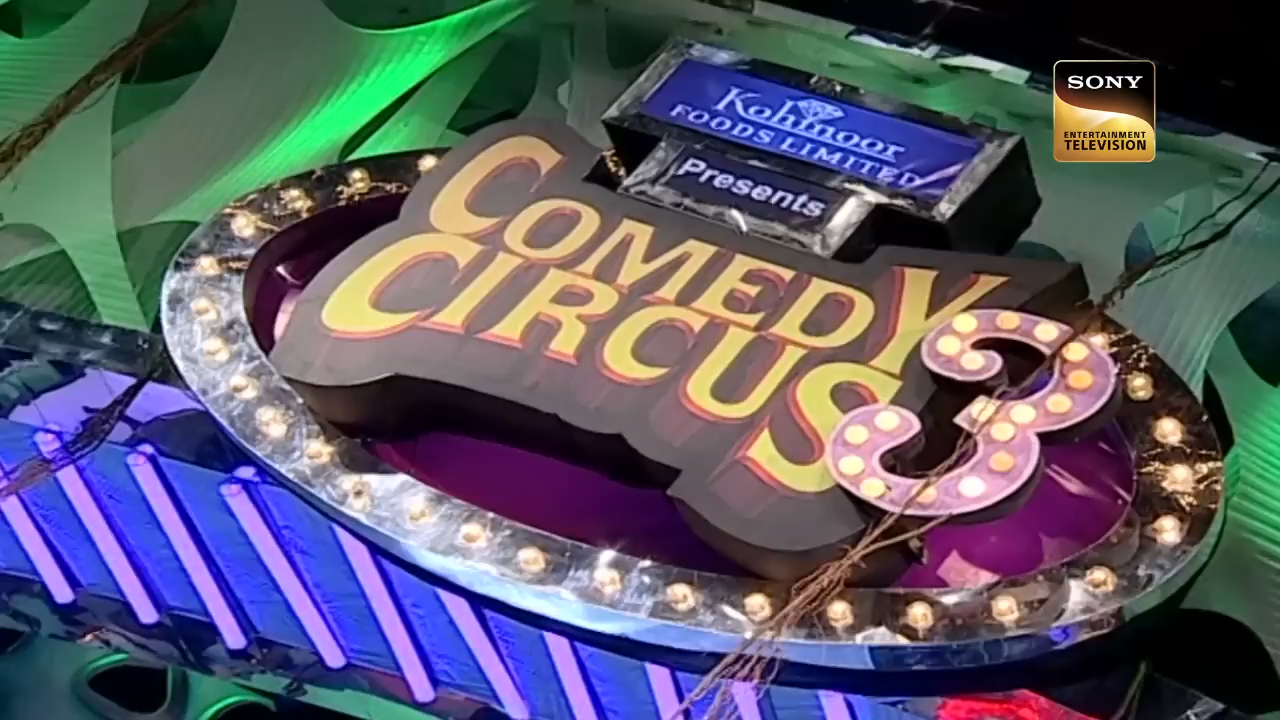 Kohinoor
FOODS LIMITED
Presents
COMEDY
CIRCUS
3
SONY
ENTERTAINMENT
TELEVISION